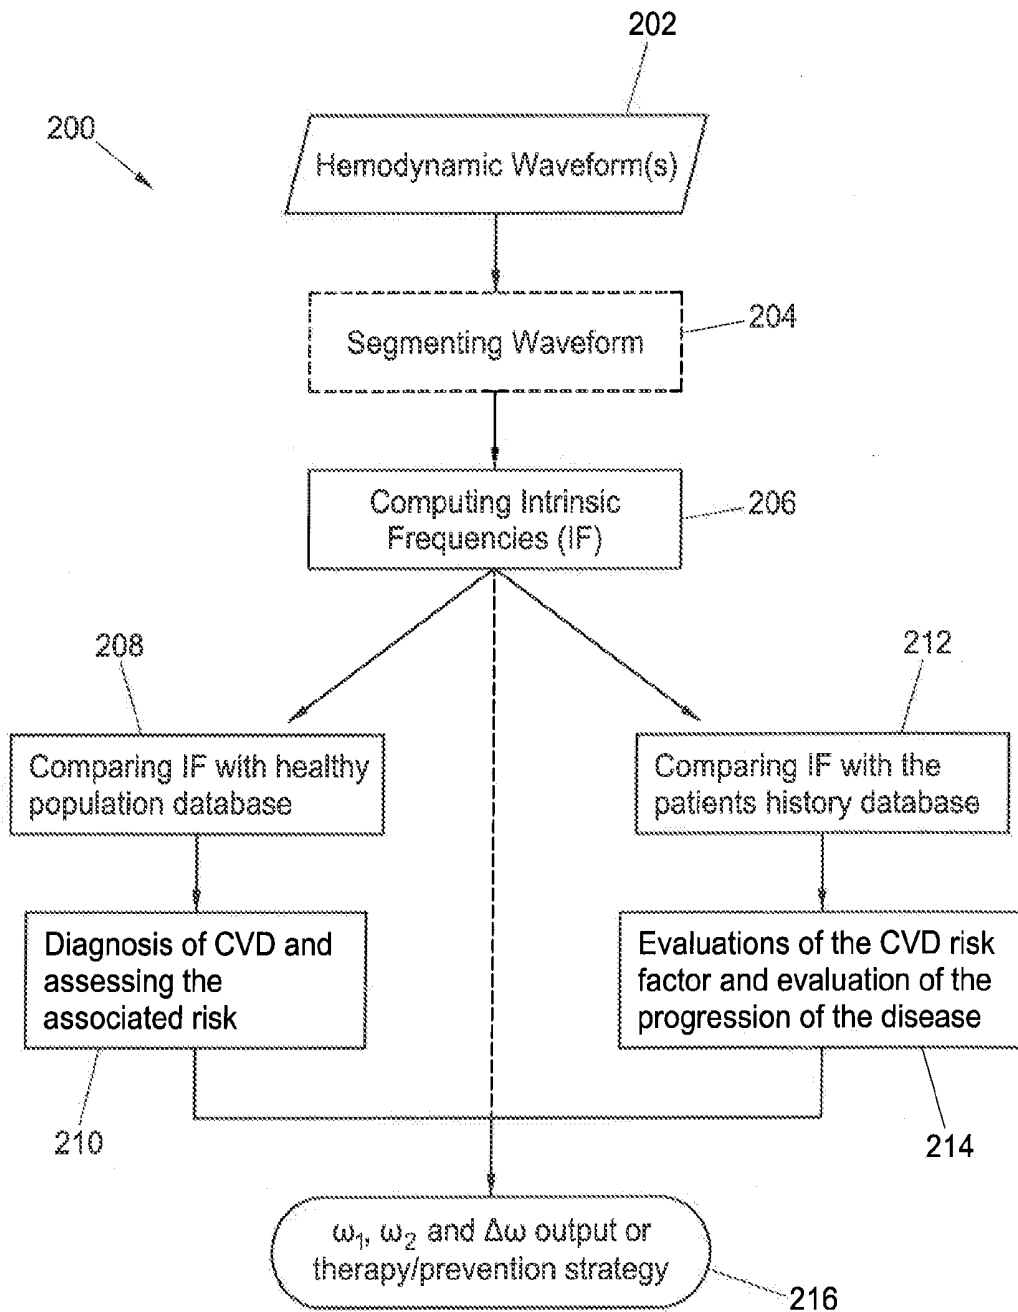 202
200
Hemodynamic Waveform(s)
204
Segmenting Waveform
Computing Intrinsic
Frequencies (IF)
206
208
212
Comparing IF with healthy
population database
Comparing IF with the
patients history database
Diagnosis of CVD and
assessing the
associated risk
Evaluations of the CVD risk
factor and evaluation of the
progression of the disease
210
214
ω₁, ω₂ and Δω output or
therapy/prevention strategy
216